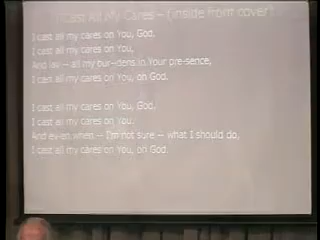 I Cast All My Cares -- (inside front cover)
I cast all my cares on You, God,
I cast all my cares on You,
And lay -- all my bur--dens in Your pre-sence,
I cast all my cares on You, oh God.
I cast all my cares on You, God,
I cast all my cares on You.
And ev-en when -- I'm not sure -- what I should do,
I cast all my cares on You, oh God.